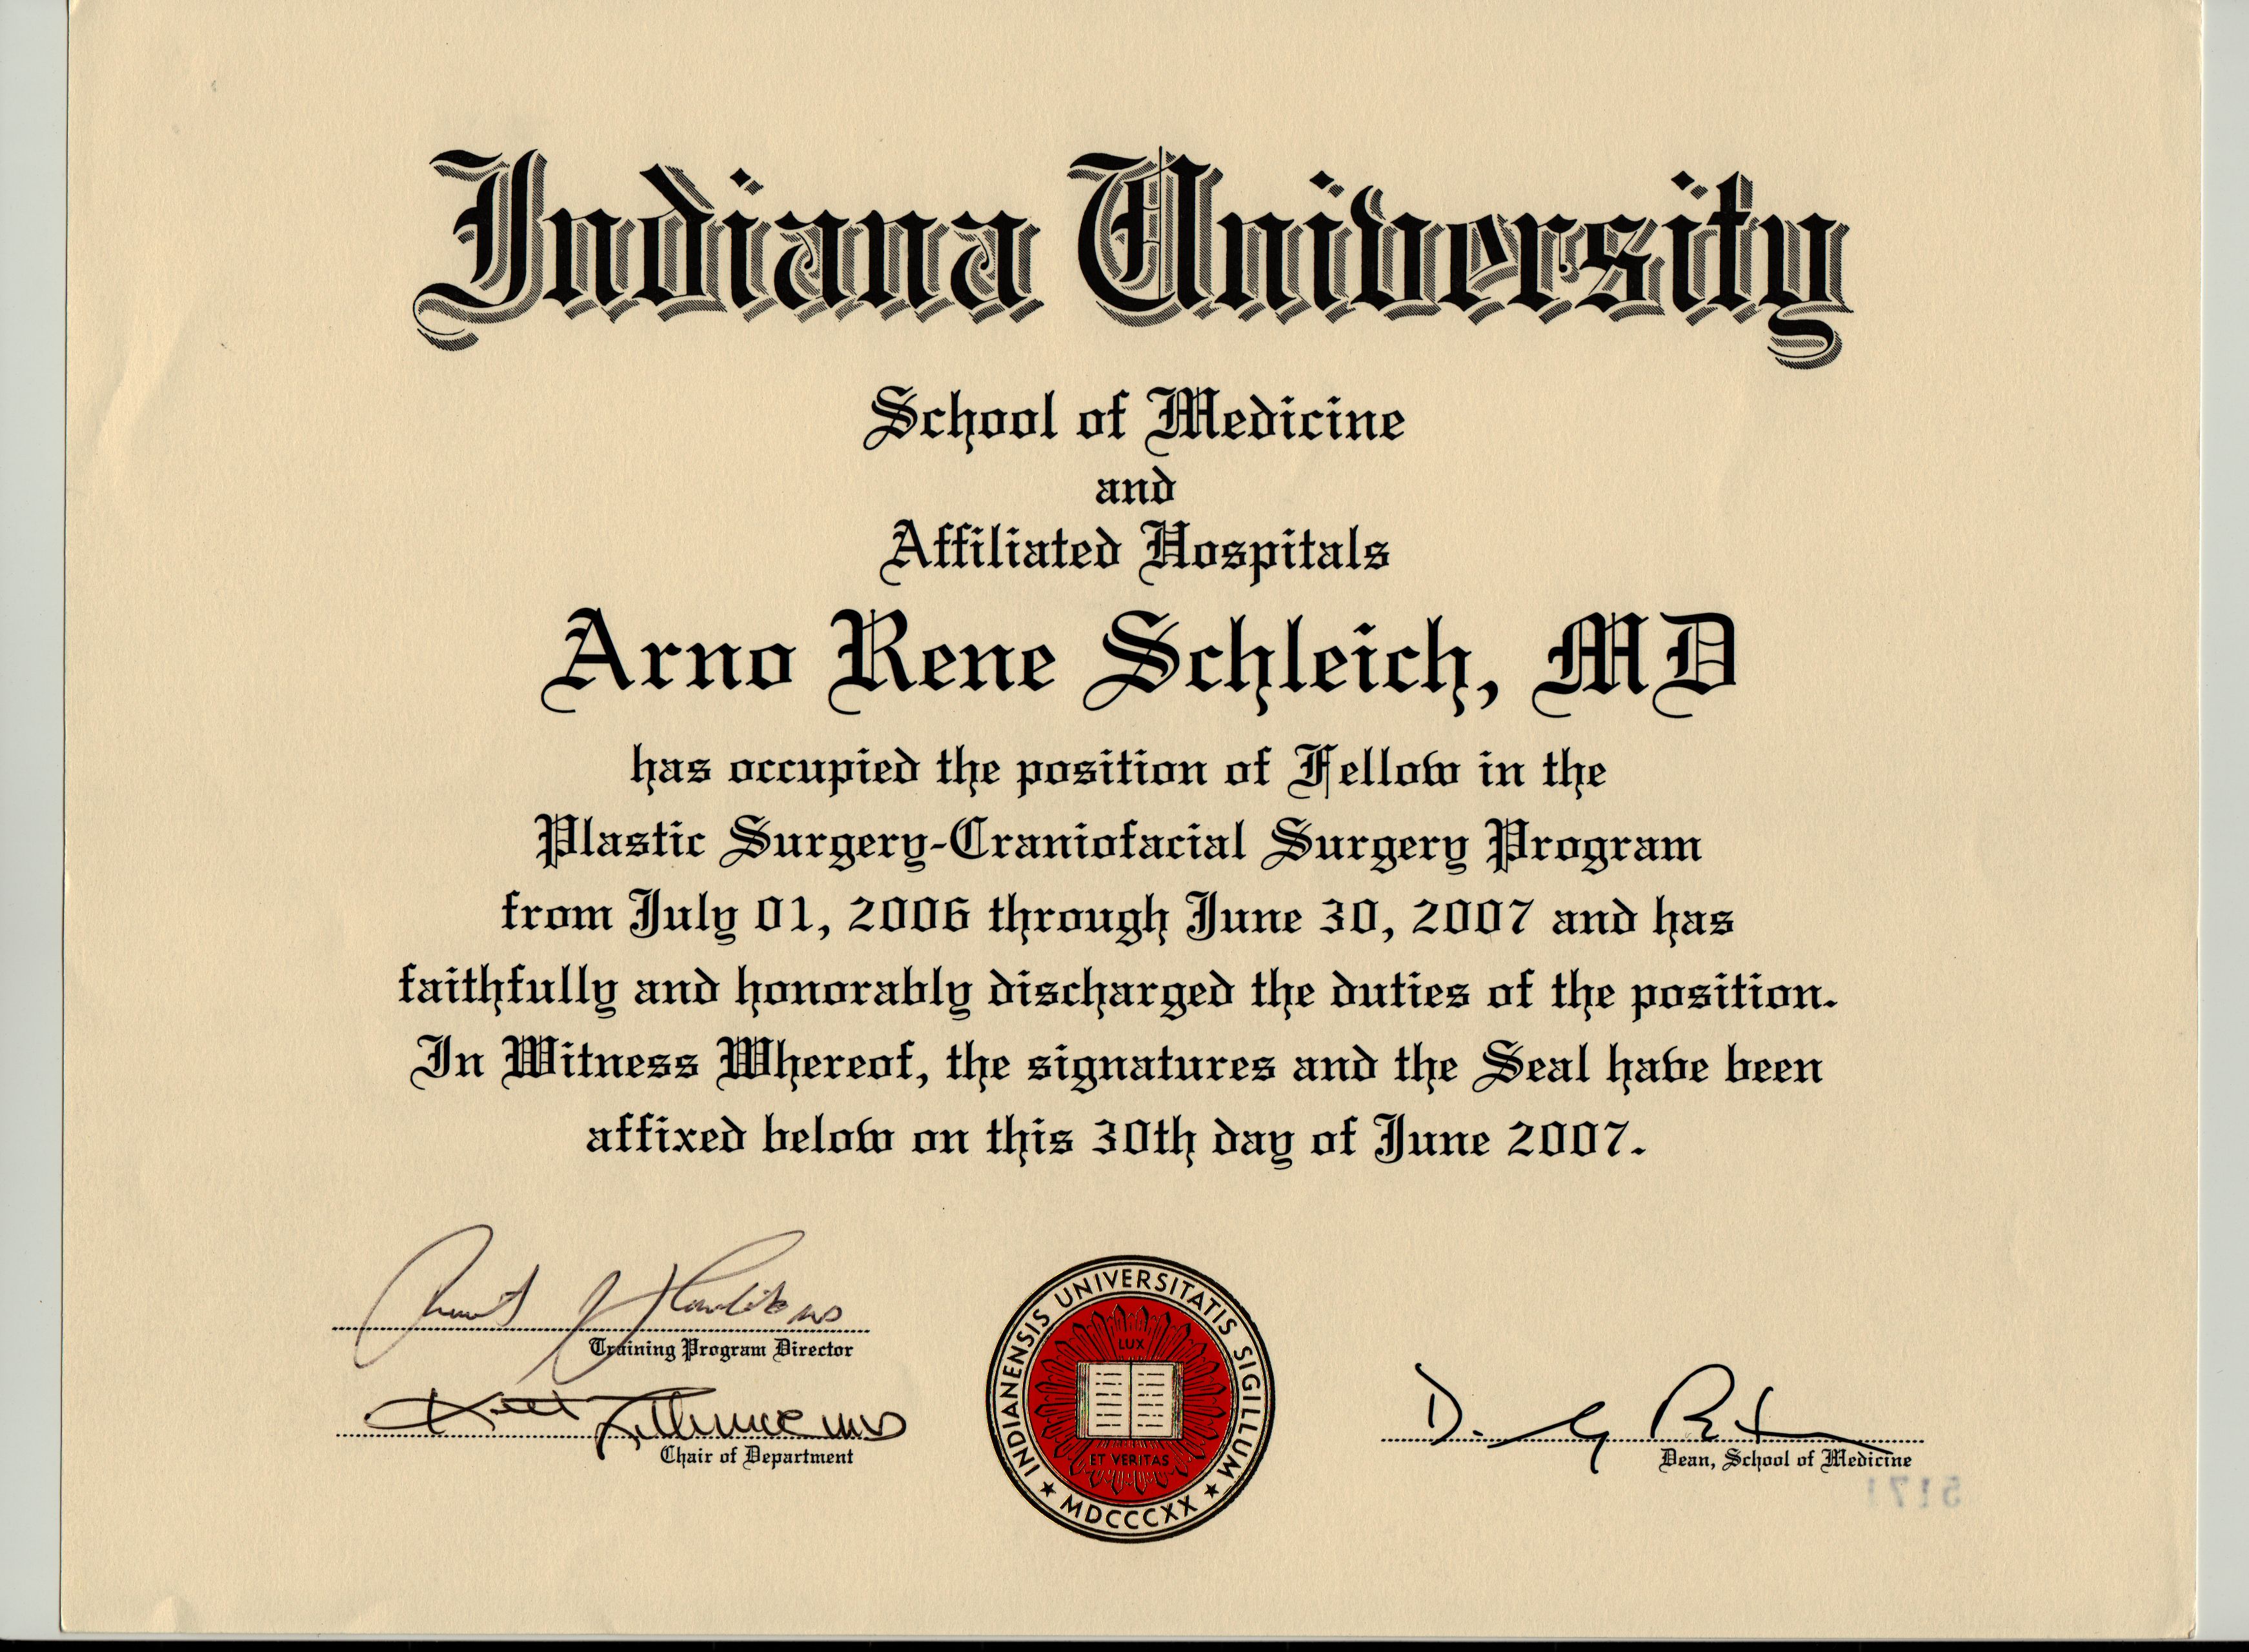 Indiana University
School of Medicine
and
Affiliated Hospitals
Arno Rene Schleich, MD
has occupied the position of Fellow in the
Plastic Surgery-Craniofacial Surgery Program
from July 01, 2006 through June 30, 2007 and has
faithfully and honorably discharged the duties of the position.
In Witness Whereof, the signatures and the Seal have been
affixed below on this 30th day of June 2007.
MD
Training Program Director
MD
Chair of Department
INDIANENSIS UNIVERSITATIS SIGILLUM
LUX
ET VERITAS
★ MDCCCXX ★
Dean, School of Medicine
5171